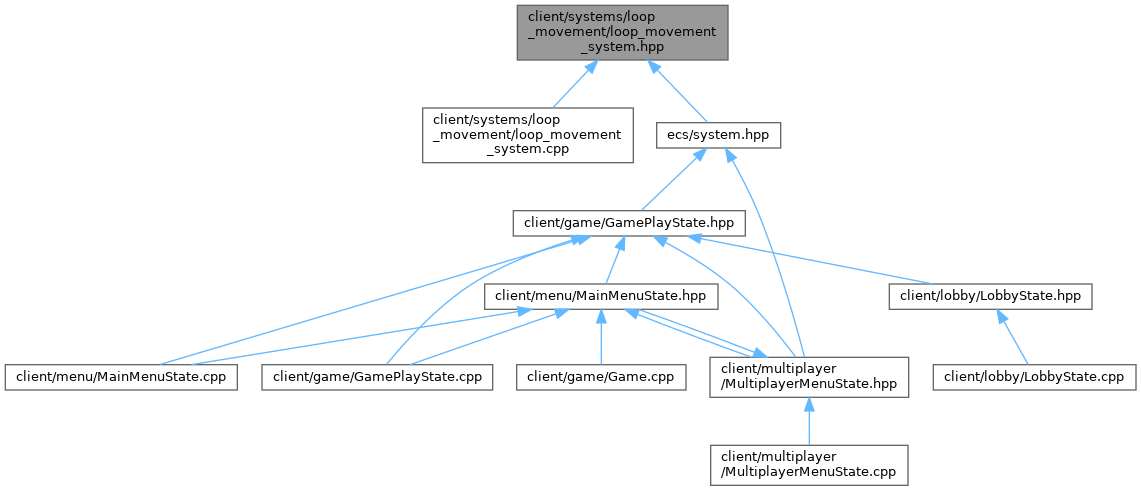 client/systems/loop
_movement/loop_movement
_system.hpp
client/systems/loop
_movement/loop_movement
_system.cpp
ecs/system.hpp
client/game/GamePlayState.hpp
client/menu/MainMenuState.hpp
client/lobby/LobbyState.hpp
client/menu/MainMenuState.cpp
client/game/GamePlayState.cpp
client/game/Game.cpp
client/multiplayer
/MultiplayerMenuState.hpp
client/lobby/LobbyState.cpp
client/multiplayer
/MultiplayerMenuState.cpp